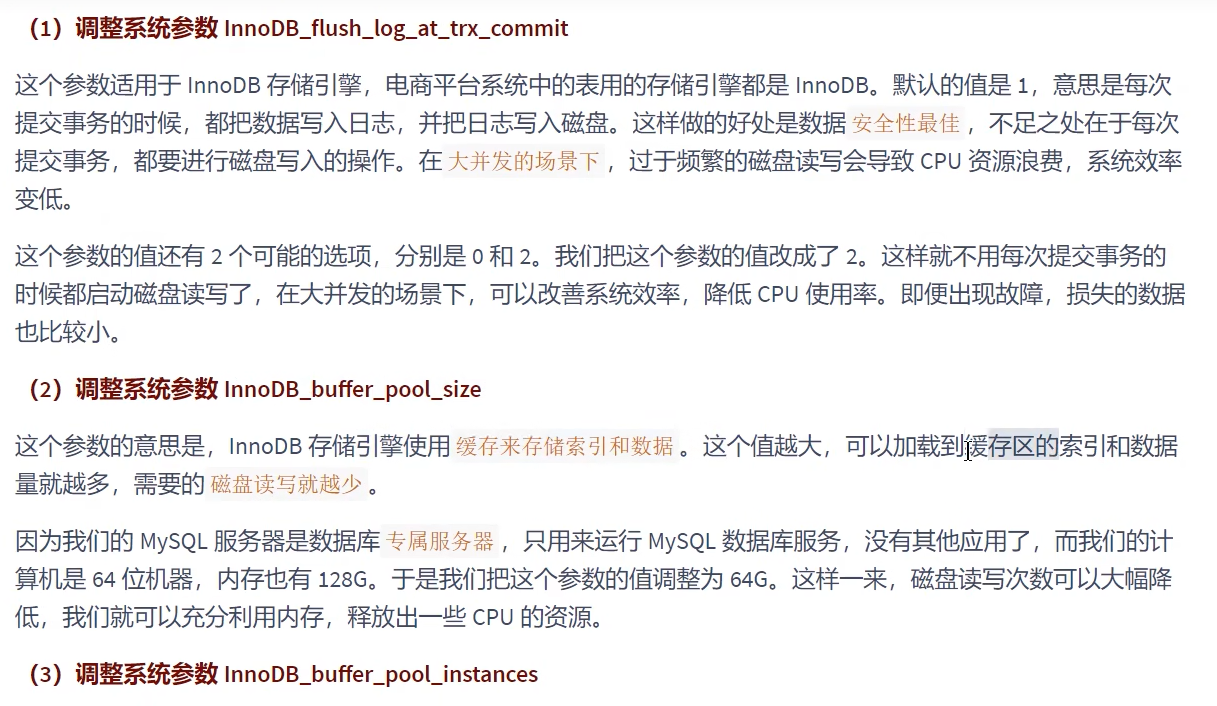 （1）调整系统参数 InnoDB_flush_log_at_trx_commit
这个参数适用于 InnoDB 存储引擎，电商平台系统中的表用的存储引擎都是 InnoDB。默认的值是 1，意思是每次
提交事务的时候，都把数据写入日志，并把日志写入磁盘。这样做的好处是数据 安全性最佳 ，不足之处在于每次
提交事务，都要进行磁盘写入的操作。在 大并发的场景下 ，过于频繁的磁盘读写会导致 CPU 资源浪费，系统效率
变低。
这个参数的值还有 2 个可能的选项，分别是 0 和 2。我们把这个参数的值改成了 2。这样就不用每次提交事务的
时候都启动磁盘读写了，在大并发的场景下，可以改善系统效率，降低 CPU 使用率。即便出现故障，损失的数据
也比较小。
（2）调整系统参数 InnoDB_buffer_pool_size
这个参数的意思是，InnoDB 存储引擎使用 缓存来存储索引和数据 。这个值越大，可以加载到缓存区的索引和数据
量就越多，需要的 磁盘读写就越少 。
因为我们的 MySQL 服务器是数据库 专属服务器 ，只用来运行 MySQL 数据库服务，没有其他应用了，而我们的计
算机是 64 位机器，内存也有 128G。于是我们把这个参数的值调整为 64G。这样一来，磁盘读写次数可以大幅降
低，我们就可以充分利用内存，释放出一些 CPU 的资源。
（3）调整系统参数 InnoDB_buffer_pool_instances